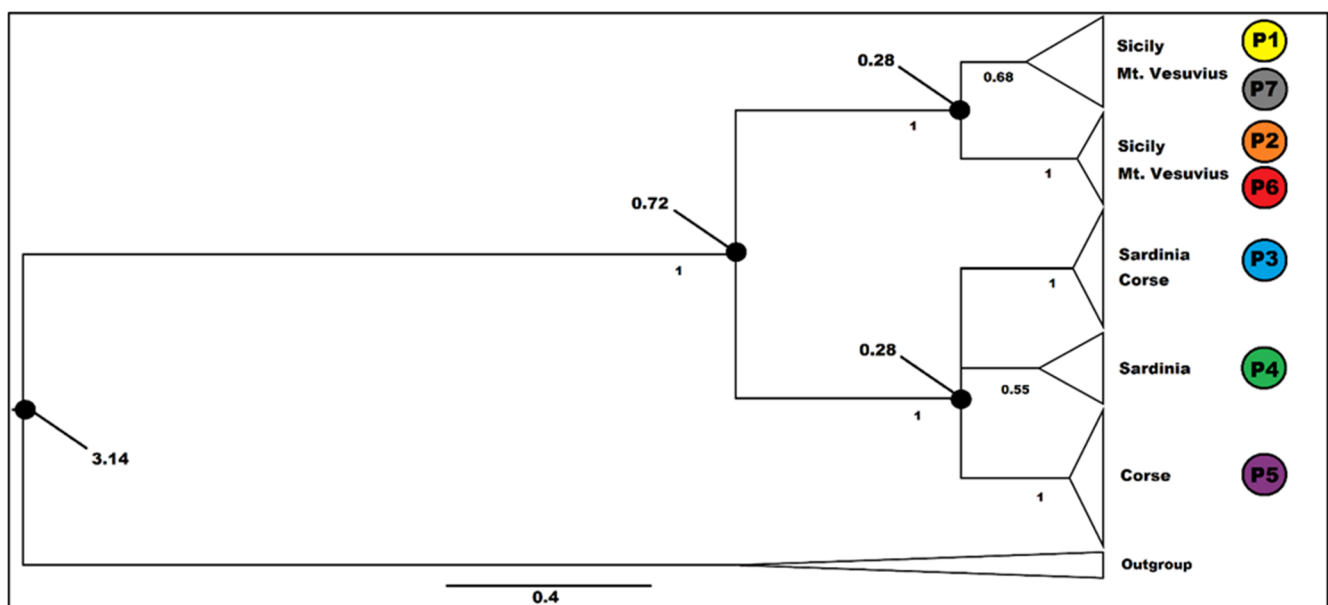 0.28
0.68
Sicily
Mt. Vesuvius
P1
P7
1
Sicily
Mt. Vesuvius
P2
P6
1
0.72
1
Sardinia
Corse
P3
1
0.28
Sardinia
P4
0.55
1
3.14
Corse
P5
1
Outgroup
0.4